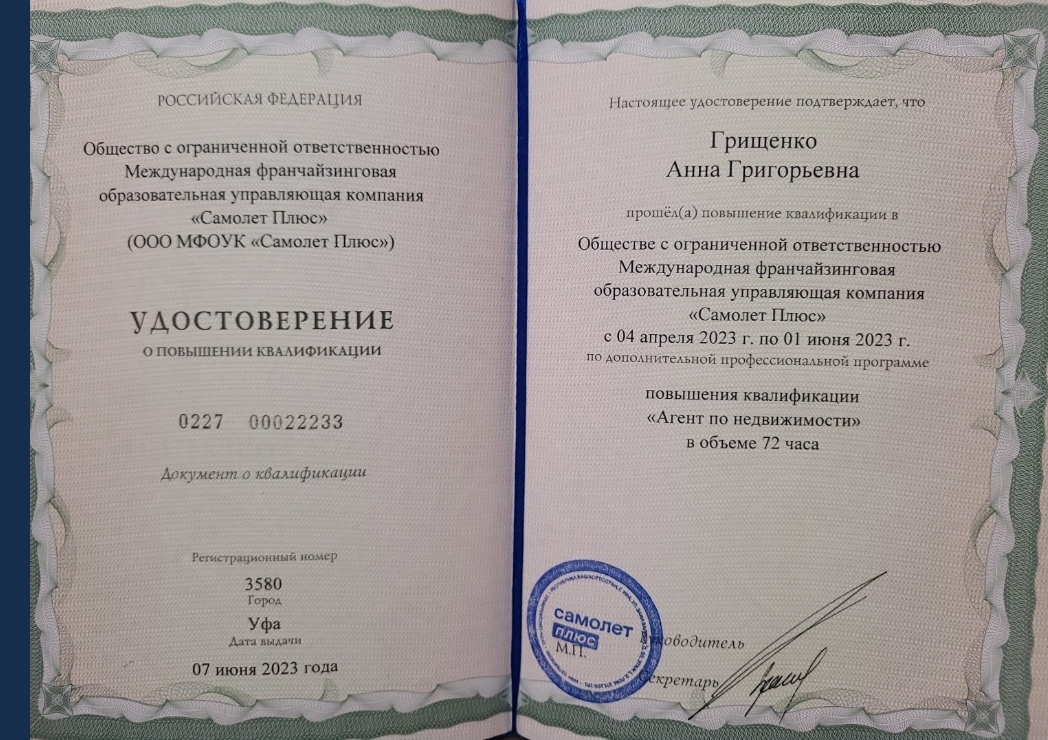 РОССИЙСКАЯ ФЕДЕРАЦИЯ
Общество с ограниченной ответственностью
Международная франчайзинговая
образовательная управляющая компания
«Самолет Плюс»
(ООО МФОУК «Самолет Плюс»)
УДОСТОВЕРЕНИЕ
О ПОВЫШЕНИИ КВАЛИФИКАЦИИ
0227 00022233
Документ о квалификации
Регистрационный номер
3580
Город
Уфа
Дата выдачи
07 июня 2023 года
Настоящее удостоверение подтверждает, что
Грищенко
Анна Григорьевна
прошёл(а) повышение квалификации в
Обществе с ограниченной ответственностью
Международная франчайзинговая
образовательная управляющая компания
«Самолет Плюс»
с 04 апреля 2023 г. по 01 июня 2023 г.
по дополнительной профессиональной программе
повышения квалификации
«Агент по недвижимости»
в объеме 72 часа
самолет
плюс
М.П.
Руководитель
Секретарь